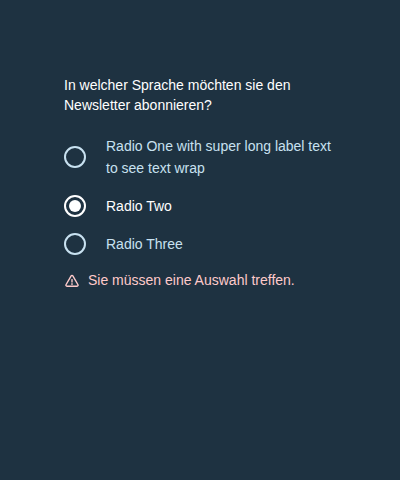 In welcher Sprache möchten sie den
Newsletter abonnieren?
Radio One with super long label text
to see text wrap
Radio Two
Radio Three
Sie müssen eine Auswahl treffen.